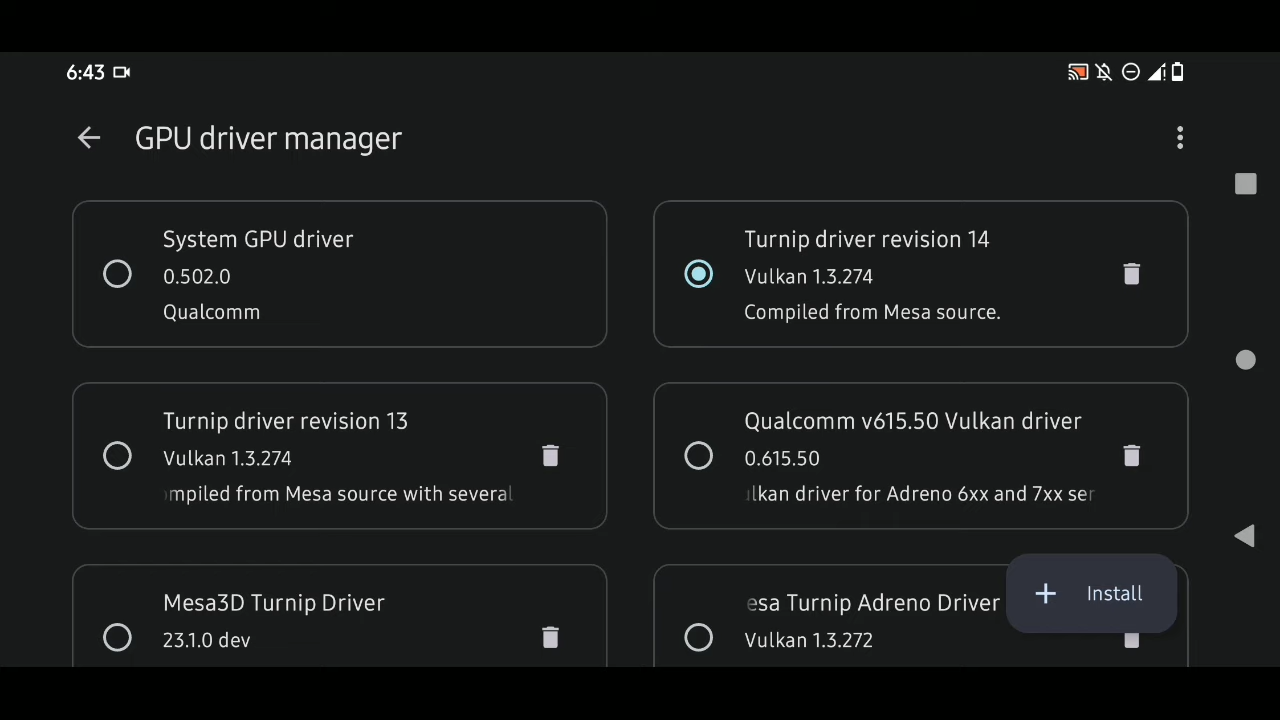 6:43
GPU driver manager
System GPU driver
0.502.0
Qualcomm
Turnip driver revision 14
Vulkan 1.3.274
Compiled from Mesa source.
Turnip driver revision 13
Vulkan 1.3.274
mpiled from Mesa source with several
Qualcomm v615.50 Vulkan driver
0.615.50
lkan driver for Adreno 6xx and 7xx ser
Mesa3D Turnip Driver
23.1.0 dev
esa Turnip Adreno Driver
Vulkan 1.3.272
+ Install